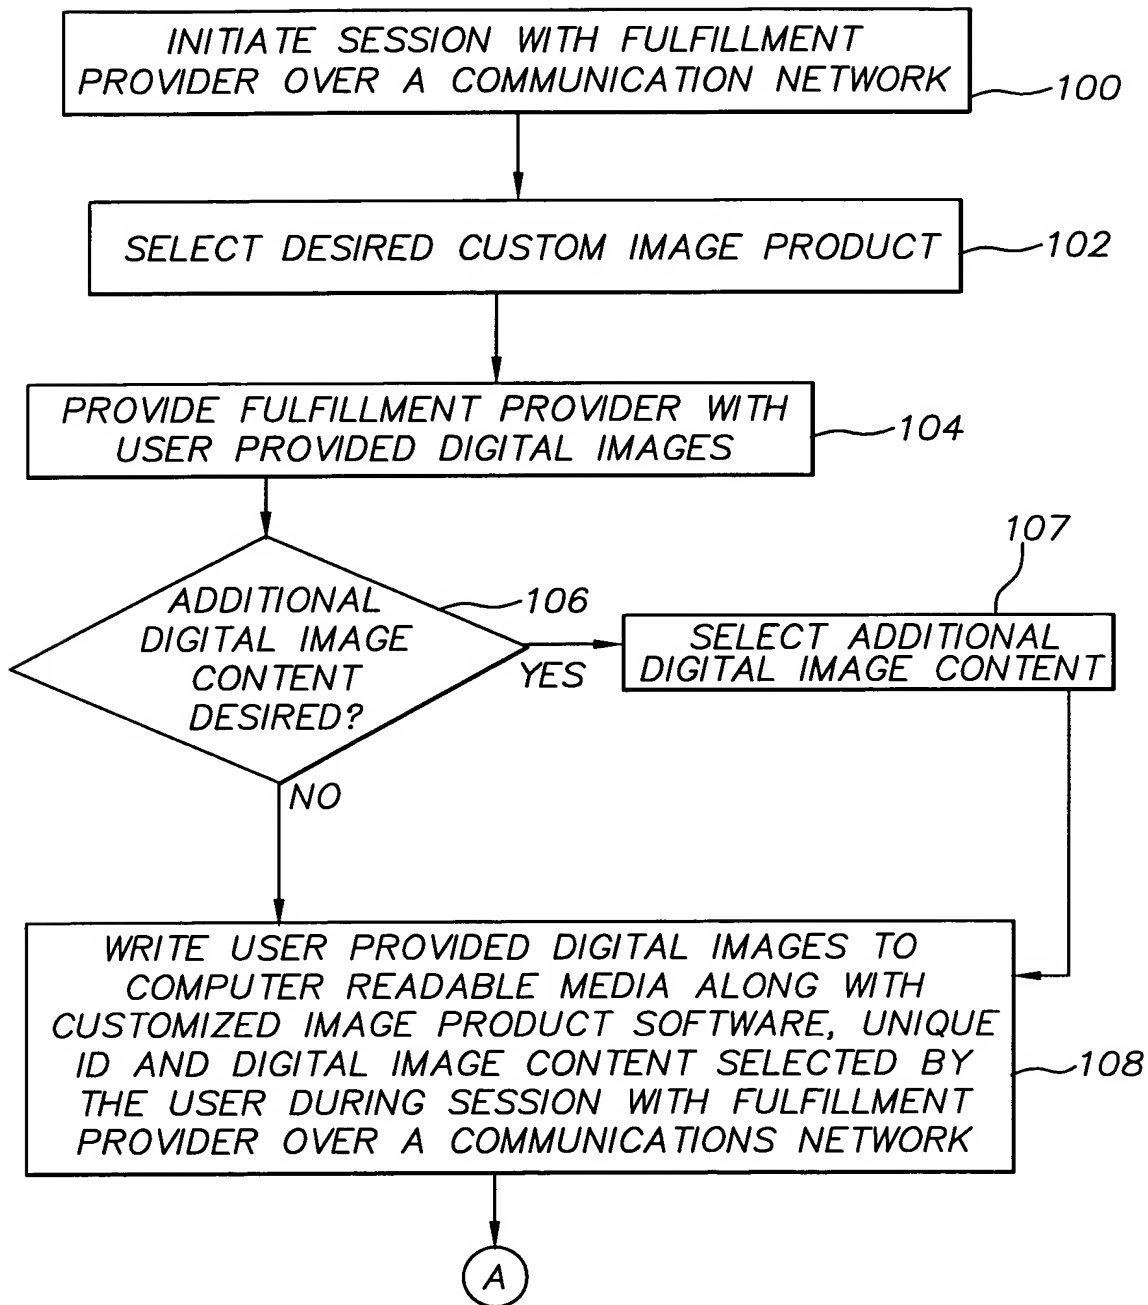 INITIATE SESSION WITH FULFILLMENT
PROVIDER OVER A COMMUNICATION NETWORK
100
SELECT DESIRED CUSTOM IMAGE PRODUCT
102
PROVIDE FULFILLMENT PROVIDER WITH
USER PROVIDED DIGITAL IMAGES
104
ADDITIONAL
DIGITAL IMAGE
CONTENT
DESIRED?
106
YES
107
SELECT ADDITIONAL
DIGITAL IMAGE CONTENT
NO
WRITE USER PROVIDED DIGITAL IMAGES TO
COMPUTER READABLE MEDIA ALONG WITH
CUSTOMIZED IMAGE PRODUCT SOFTWARE, UNIQUE
ID AND DIGITAL IMAGE CONTENT SELECTED BY
THE USER DURING SESSION WITH FULFILLMENT
PROVIDER OVER A COMMUNICATIONS NETWORK
108
A